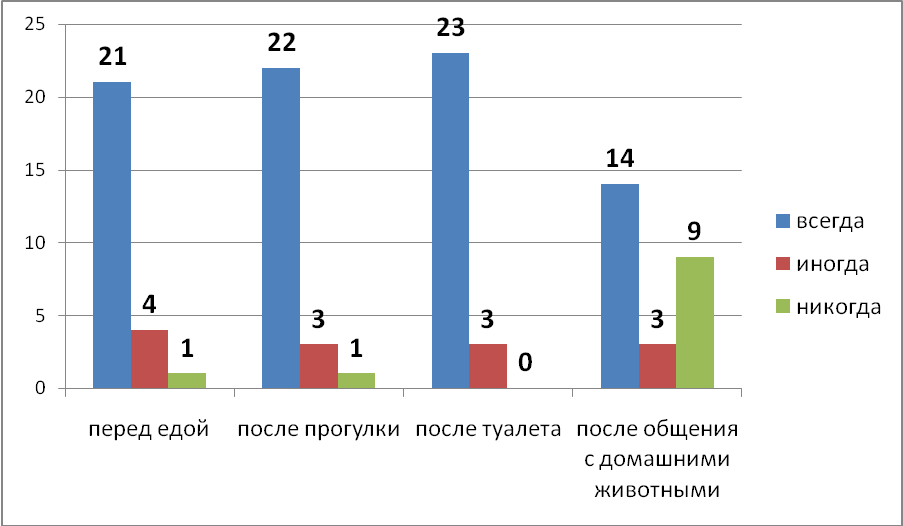 25
20
15
10
5
0
21
4
1
22
3
1
23
3
0
14
3
9
перед едой
после прогулки
после туалета
после общения
с домашними
животными
всегда
иногда
никогда